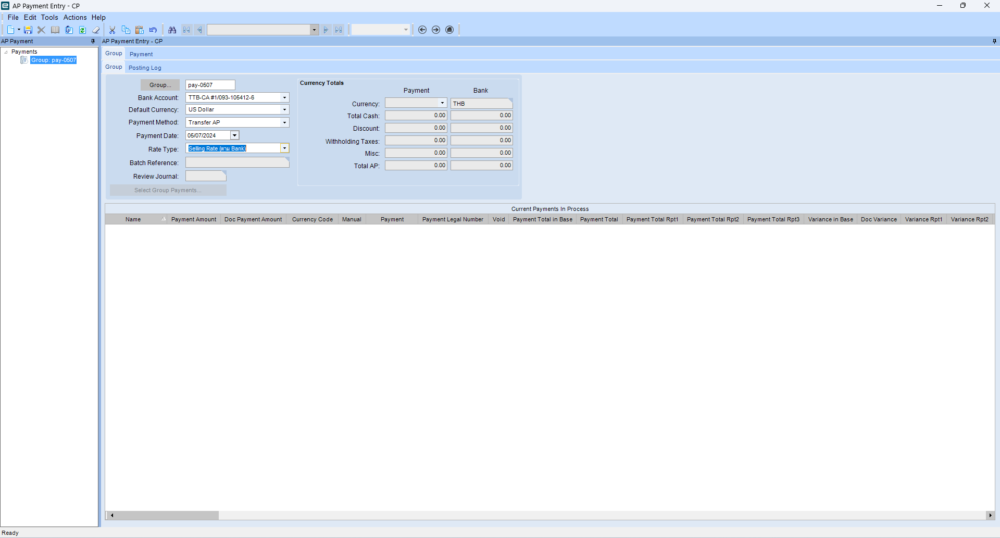 AP Payment Entry - CP
File Edit Tools Actions Help
AP Payment
AP Payment Entry - CP
Payments
Group: pay-0507
Group Payment
Group Posting Log
Group... pay-0507
Bank Account: TTB-CA #1/093-105412-6
Default Currency: US Dollar
Payment Method: Transfer AP
Payment Date: 05/07/2024
Rate Type: Selling Rate (ตาม Bank)
Batch Reference:
Review Journal:
Select Group Payments...
Currency Totals
Payment Bank
Currency: THB
Total Cash: 0.00 0.00
Discount: 0.00 0.00
Withholding Taxes: 0.00 0.00
Misc: 0.00 0.00
Total AP: 0.00 0.00
Current Payments In Process
Name Payment Amount Doc Payment Amount Currency Code Manual Payment Payment Legal Number Void Payment Total in Base Payment Total Payment Total Rpt1 Payment Total Rpt2 Payment Total Rpt3 Variance in Base Doc Variance Variance Rpt1 Variance Rpt2
Ready